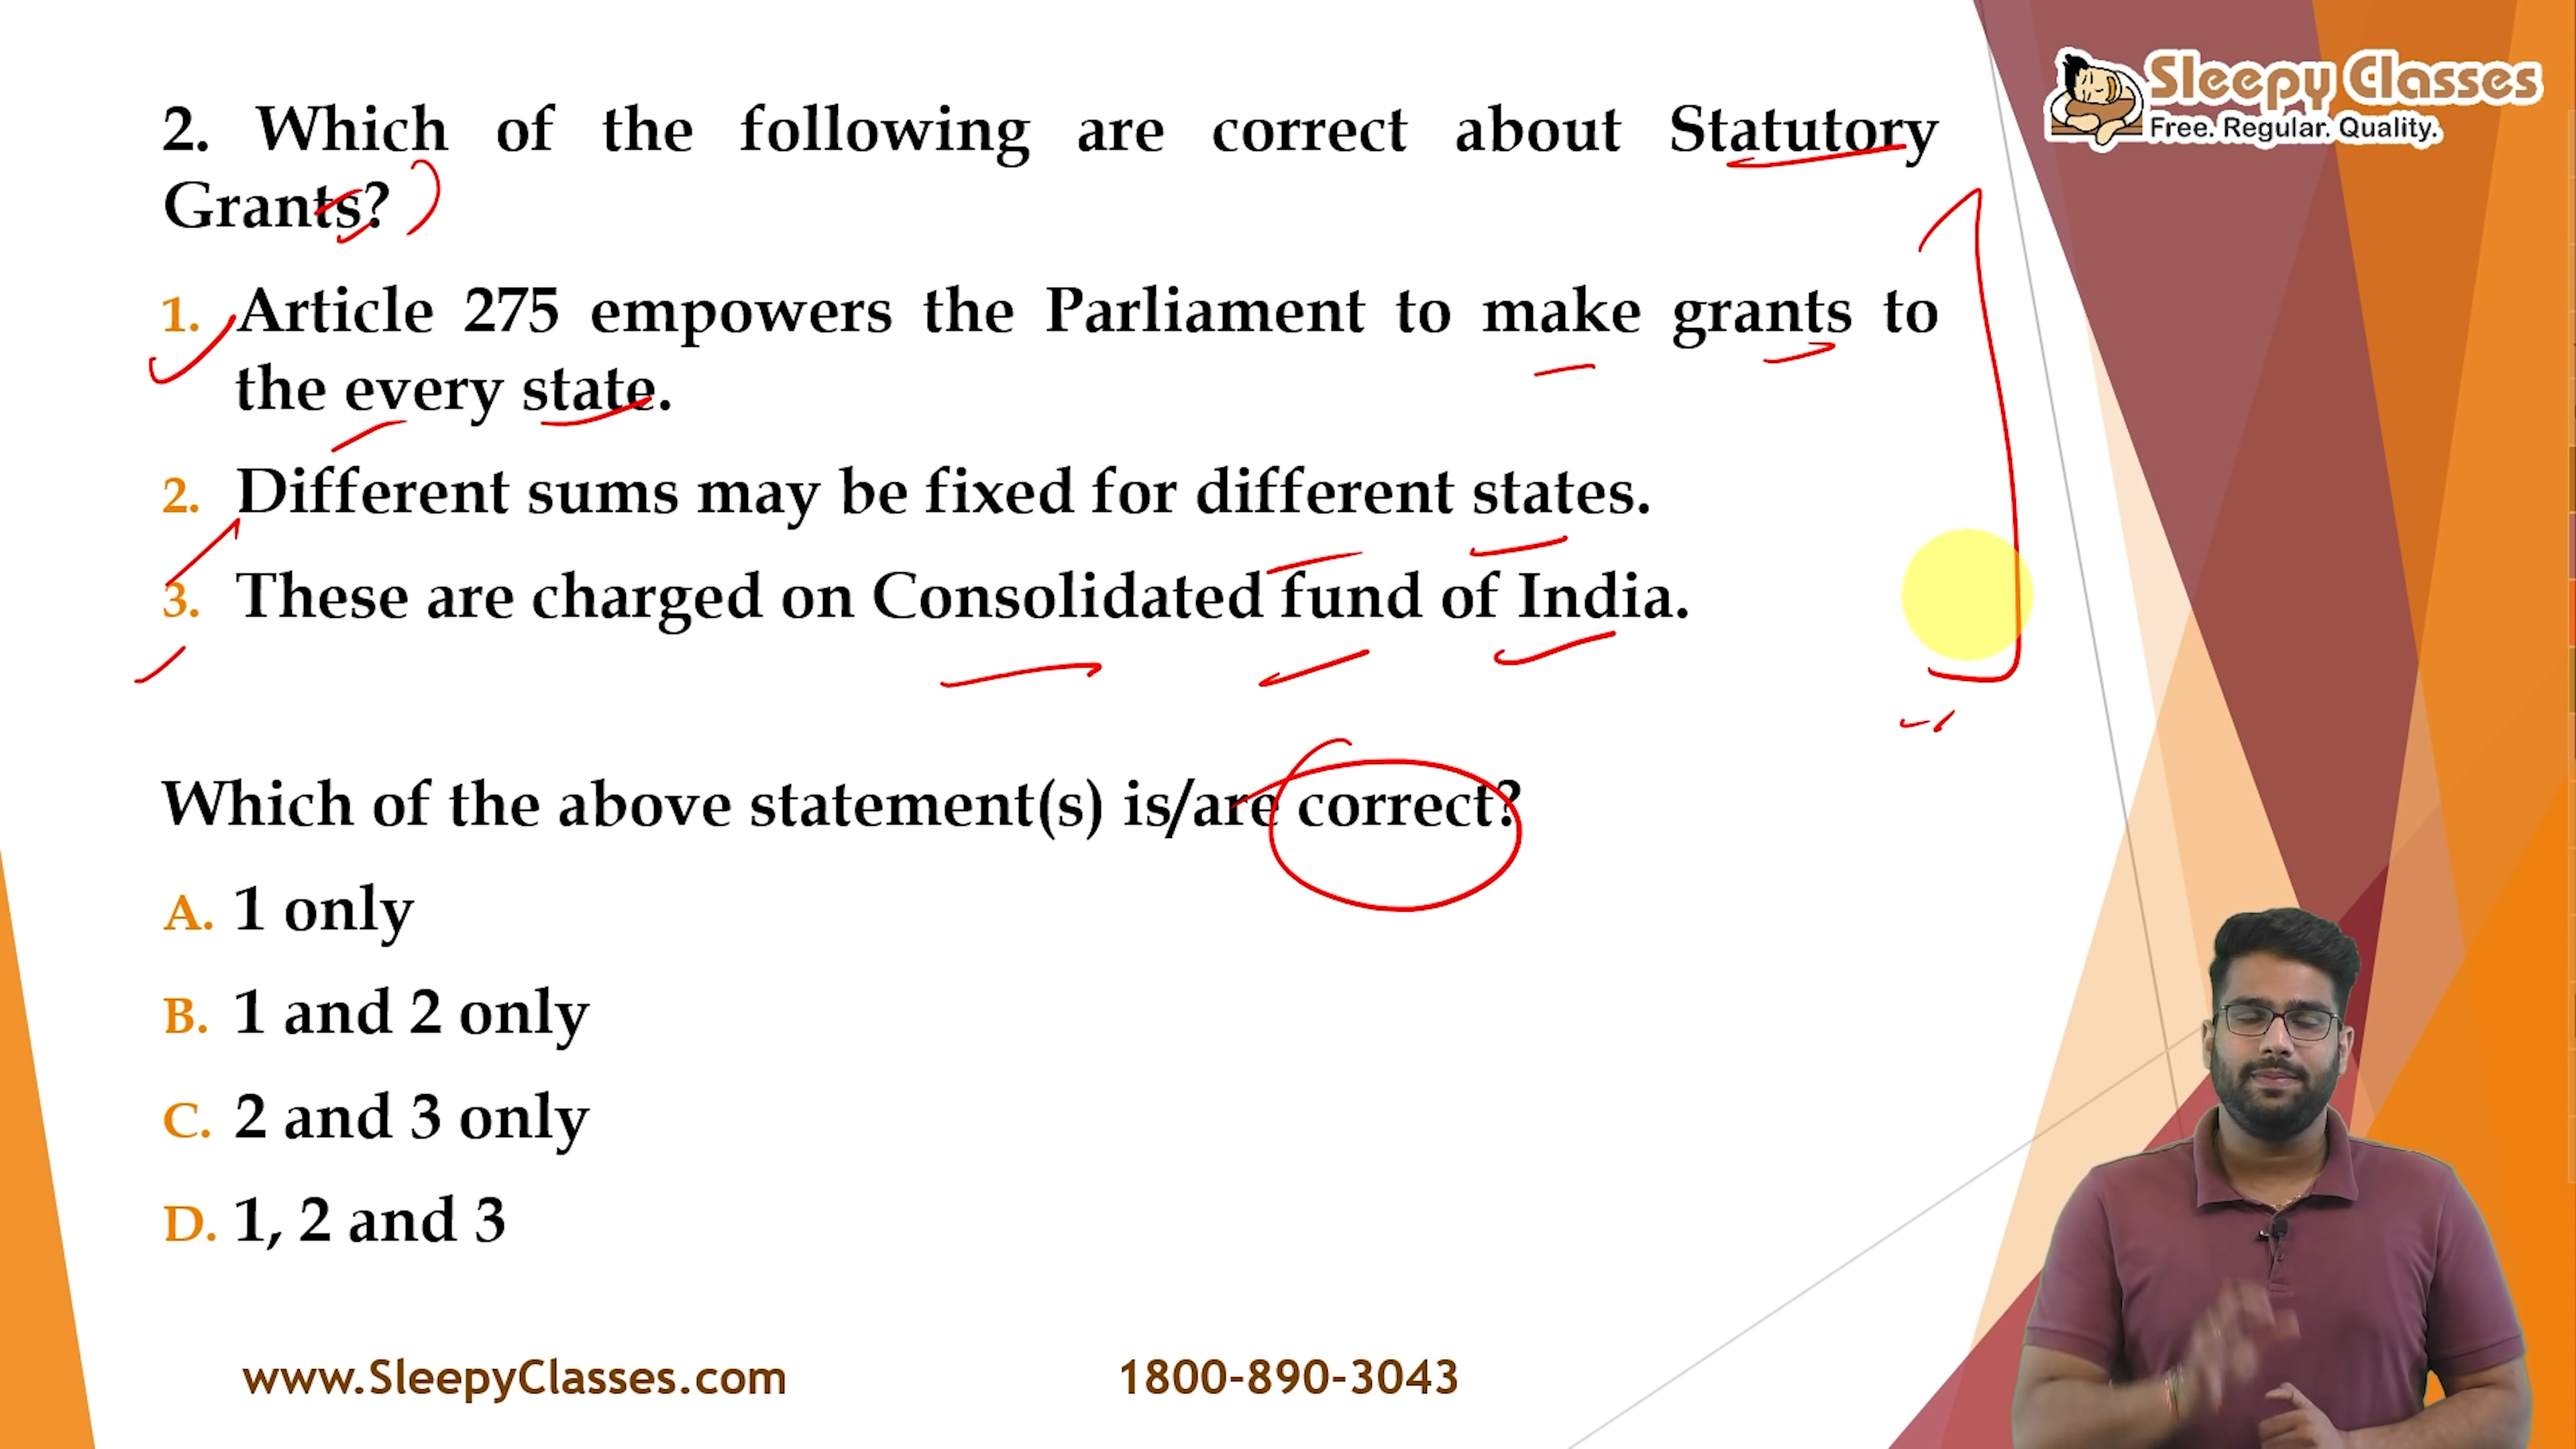 Sleepy Classes
Free. Regular. Quality.
2. Which of the following are correct about Statutory
Grants?
1. Article 275 empowers the Parliament to make grants to
the every state.
2. Different sums may be fixed for different states.
3. These are charged on Consolidated fund of India.
Which of the above statement(s) is/are correct?
A. 1 only
B. 1 and 2 only
C. 2 and 3 only
D. 1, 2 and 3
www.SleepyClasses.com
1800-890-3043